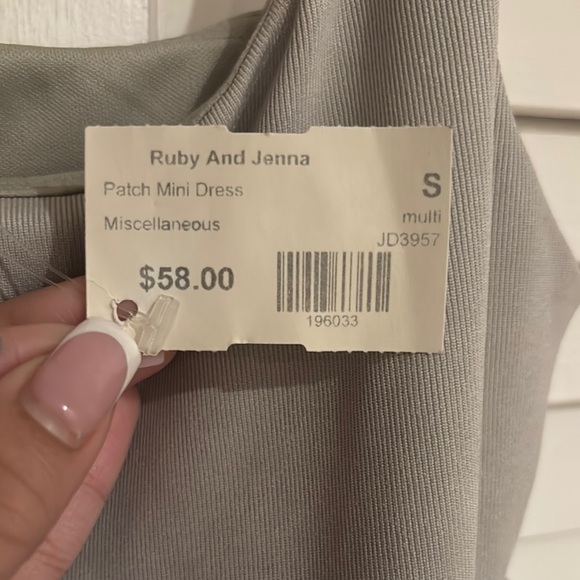 Ruby And Jenna
Patch Mini Dress
S
Miscellaneous
multi
JD3957
$58.00
196033